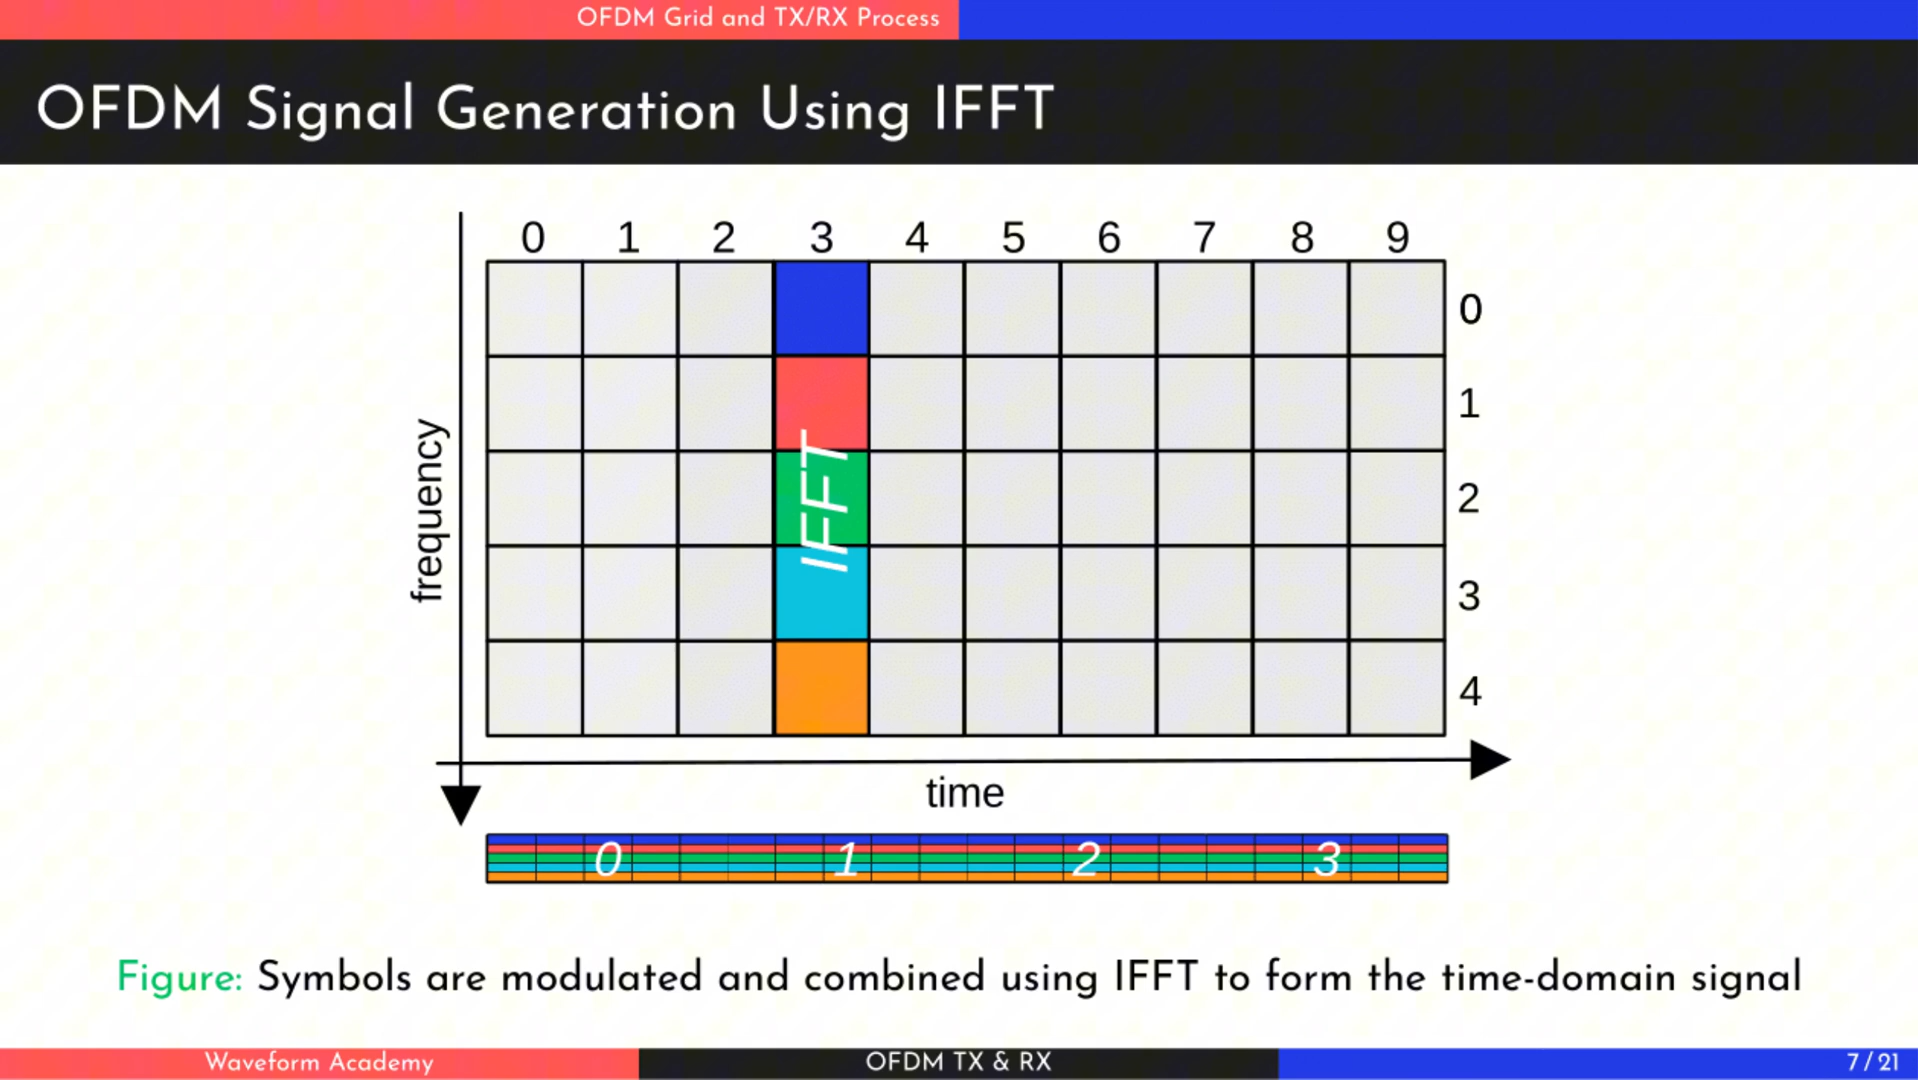 OFDM Grid and TX/RX Process
OFDM Signal Generation Using IFFT
0 1 2 3 4 5 6 7 8 9
0
1
2
3
4
frequency
IFFT
time
0 1 2 3
Figure: Symbols are modulated and combined using IFFT to form the time-domain signal
Waveform Academy
OFDM TX & RX
7 / 21